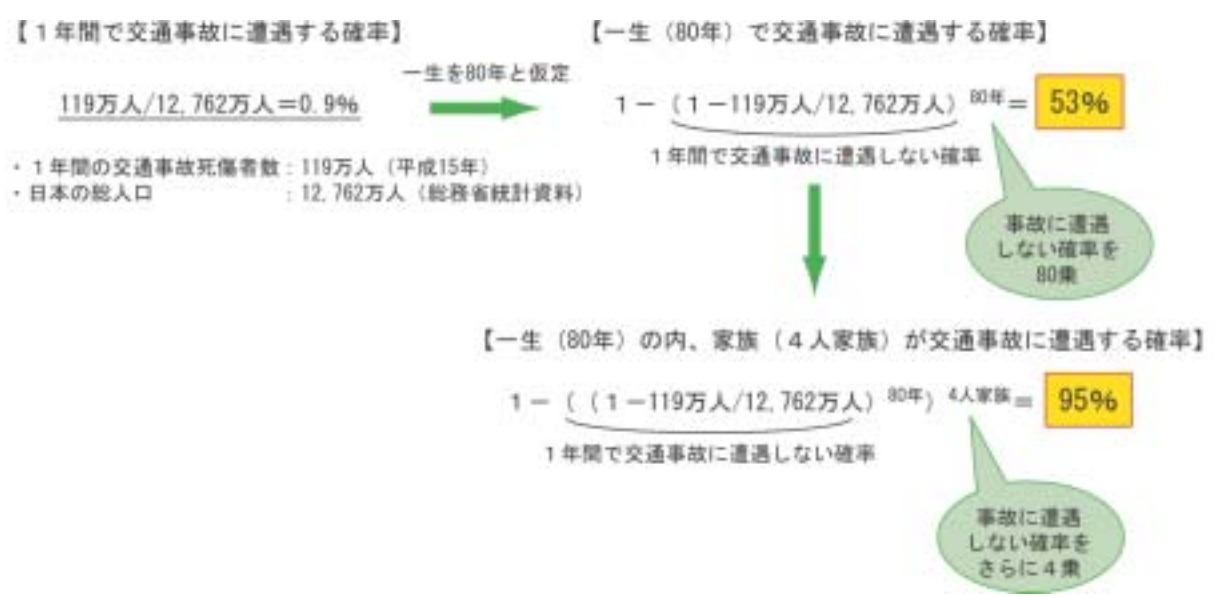 【１年間で交通事故に遭遇する確率】
119万人/12,762万人＝0.9%
・１年間の交通事故死傷者数：119万人（平成15年）
・日本の総人口　　　　　　：12,762万人（総務省統計資料）
一生を80年と仮定
【一生（80年）で交通事故に遭遇する確率】
１－（１－119万人/12,762万人）80年＝ 53%
１年間で交通事故に遭遇しない確率
事故に遭遇
しない確率を
80乗
【一生（80年）の内、家族（４人家族）が交通事故に遭遇する確率】
１－（（１－119万人/12,762万人）80年）4人家族＝ 95%
１年間で交通事故に遭遇しない確率
事故に遭遇
しない確率を
さらに４乗